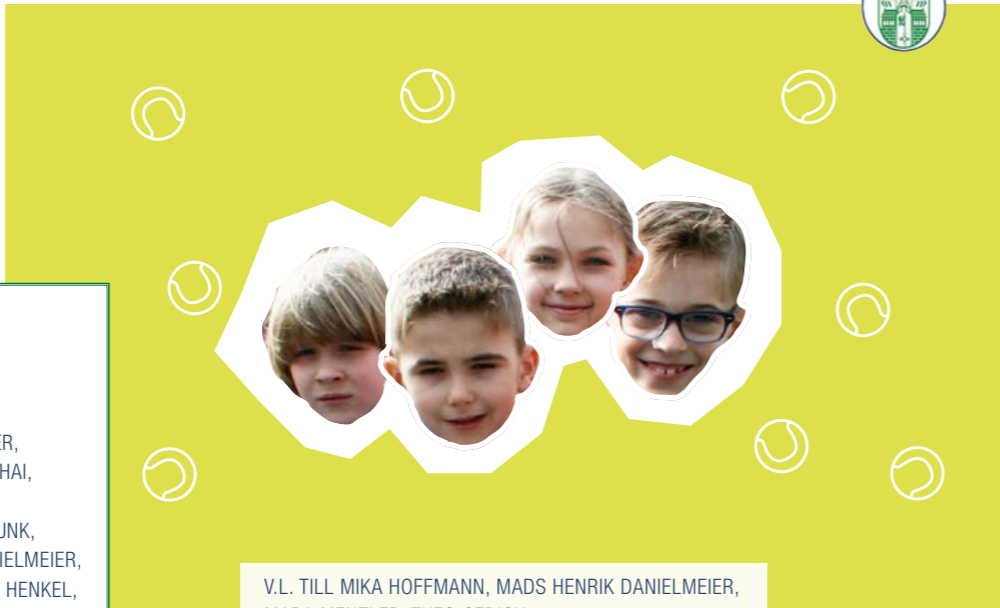 ER,
HAI,
UNK,
IELMEIER,
HENKEL,
V.L. TILL MIKA HOFFMANN, MADS HENRIK DANIELMEIER,